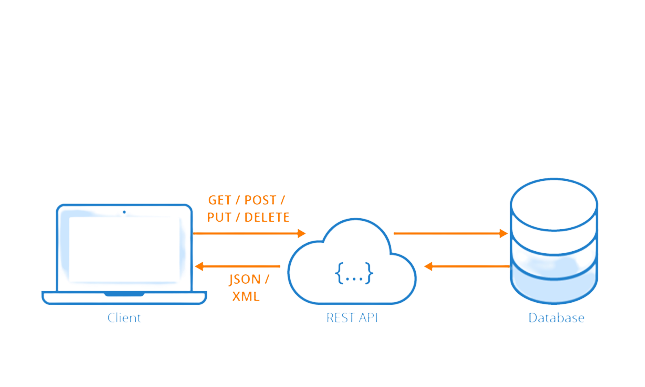 GET / POST /
PUT / DELETE
{...}
JSON /
XML
Client
REST API
Database